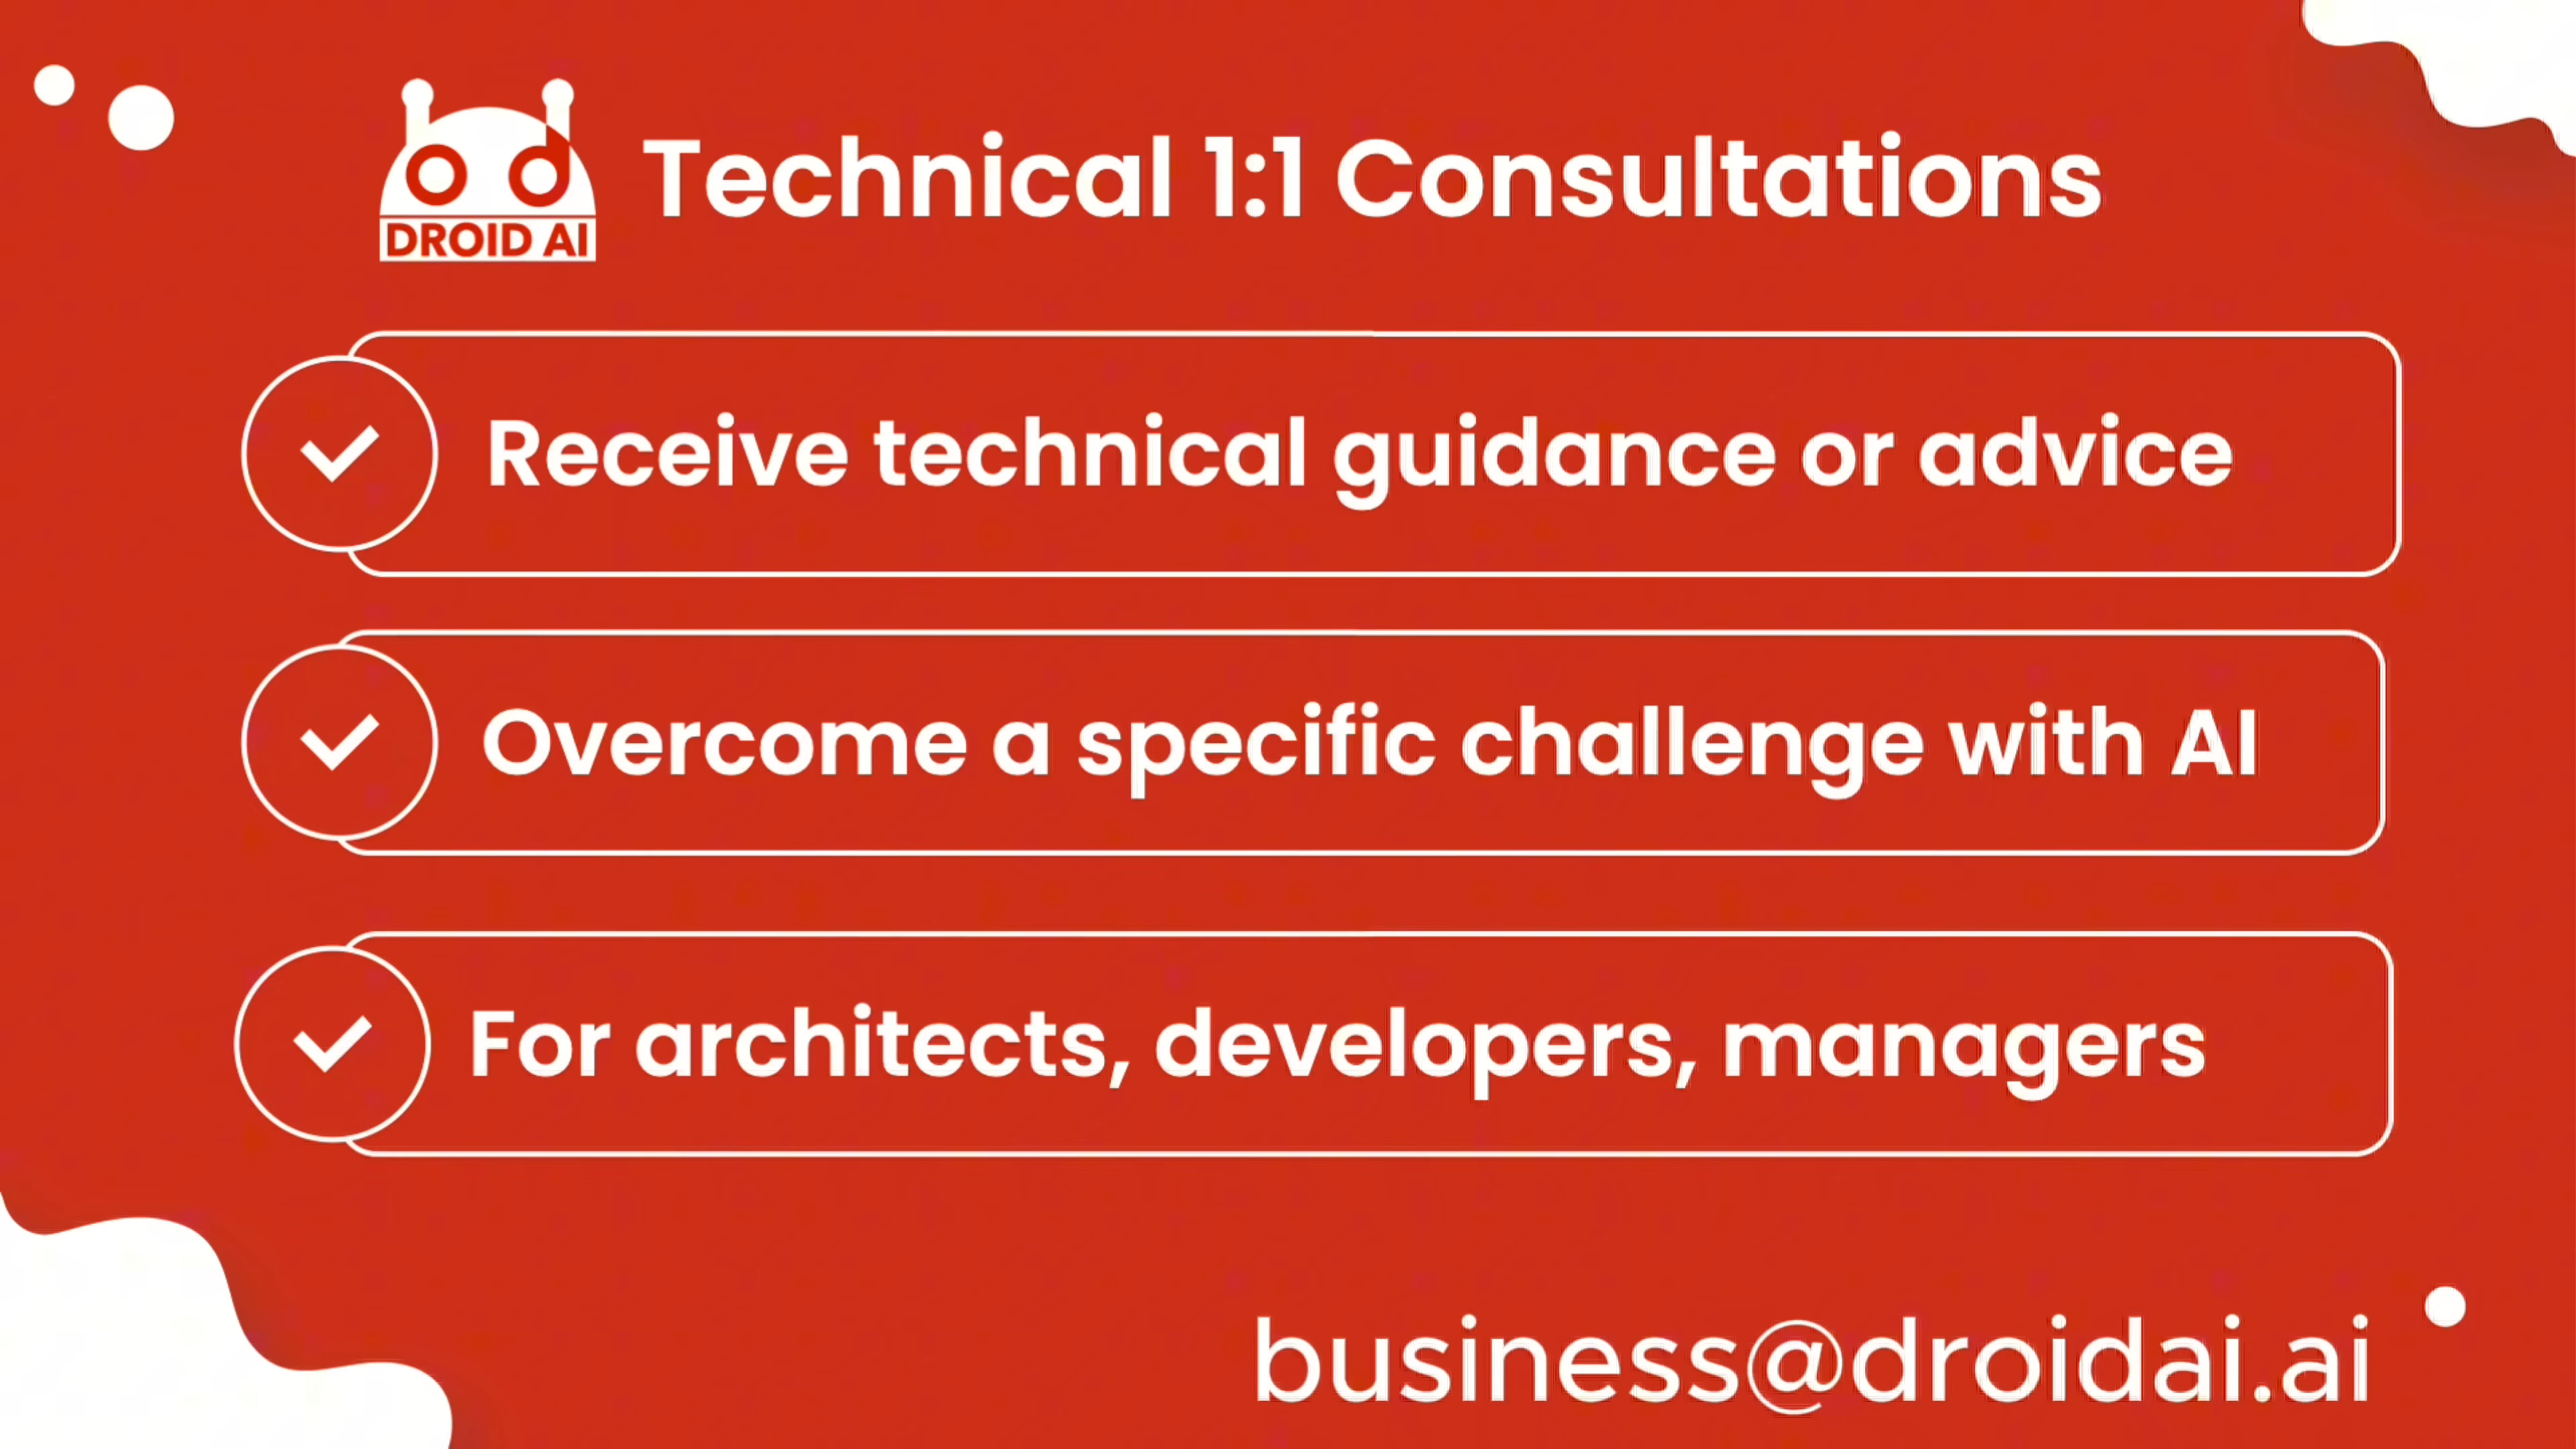 DROID AI
Technical 1:1 Consultations
Receive technical guidance or advice
Overcome a specific challenge with AI
For architects, developers, managers
business@droidai.ai